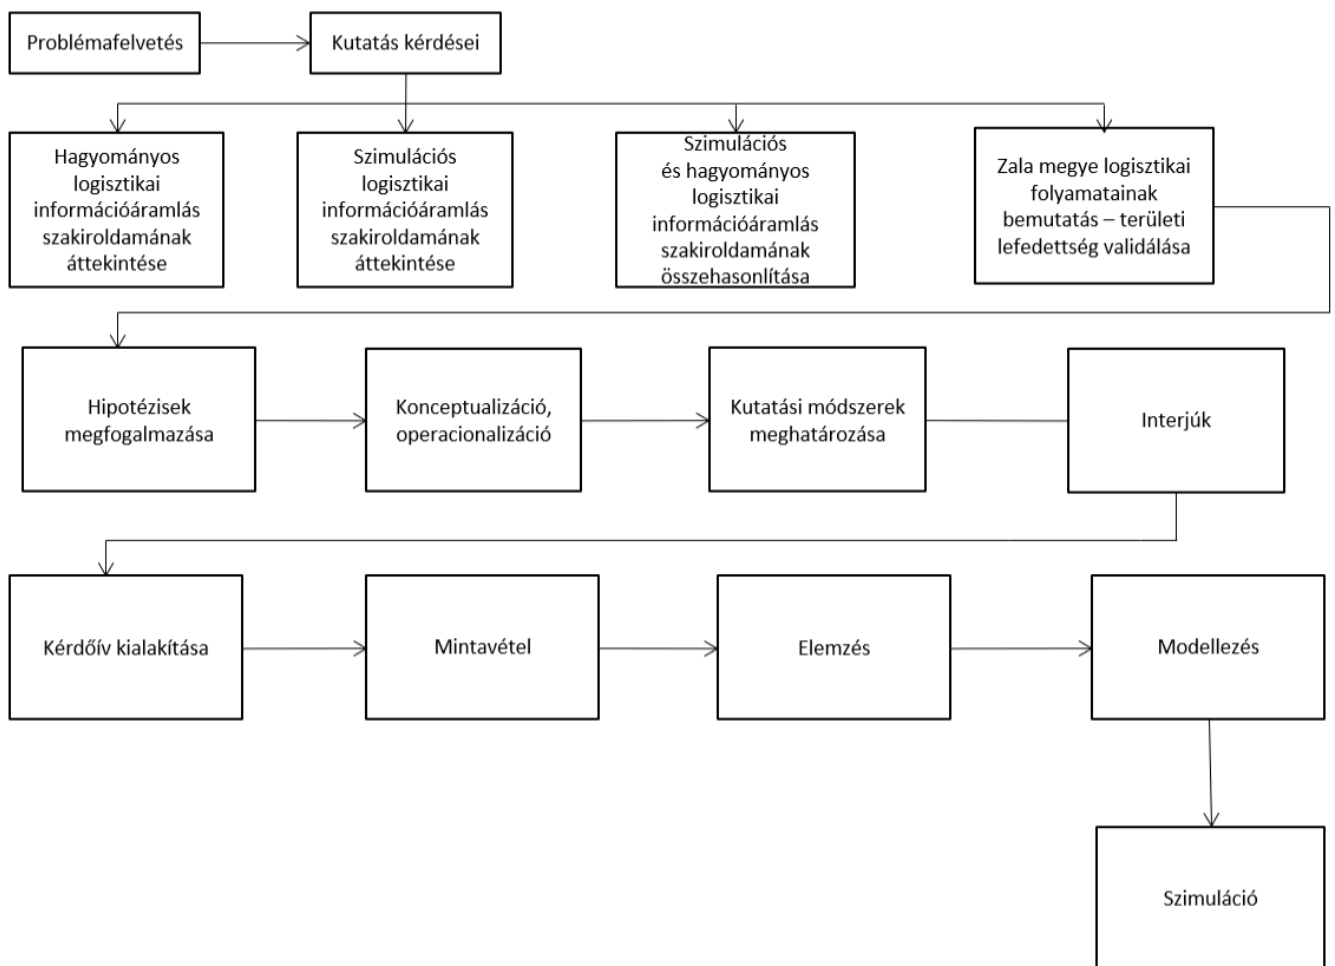 Problémafelvetés
Kutatás kérdései
Hagyományos
logisztikai
információáramlás
szakiroldamának
áttekintése
Szimulációs
logisztikai
információáramlás
szakiroldamának
áttekintése
Szimulációs
és hagyományos
logisztikai
információáramlás
szakiroldamának
összehasonlítása
Zala megye logisztikai
folyamatainak
bemutatás – területi
lefedettség validálása
Hipotézisek
megfogalmazása
Konceptualizáció,
operacionalizáció
Kutatási módszerek
meghatározása
Interjúk
Kérdőív kialakítása
Mintavétel
Elemzés
Modellezés
Szimuláció